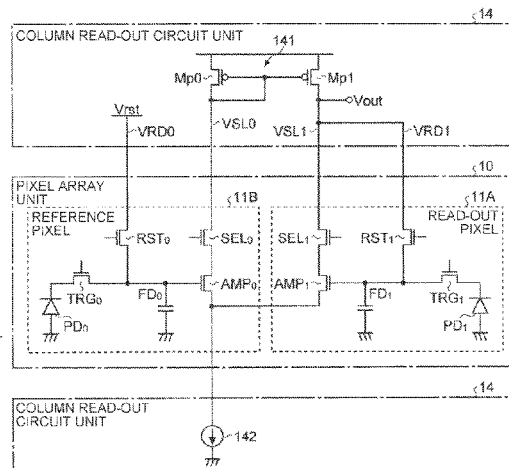 14
COLUMN READ-OUT CIRCUIT UNIT
141
Mp0
Mp1
Vrst
Vout
VRD0
VSL0
VSL1
VRD1
10
PIXEL ARRAY
UNIT
11B
11A
REFERENCE
PIXEL
READ-OUT
PIXEL
RST0
SEL0
SEL1
RST1
AMP0
AMP1
TRG0
FD0
FD1
TRG1
PD0
PD1
14
COLUMN READ-OUT
CIRCUIT UNIT
142